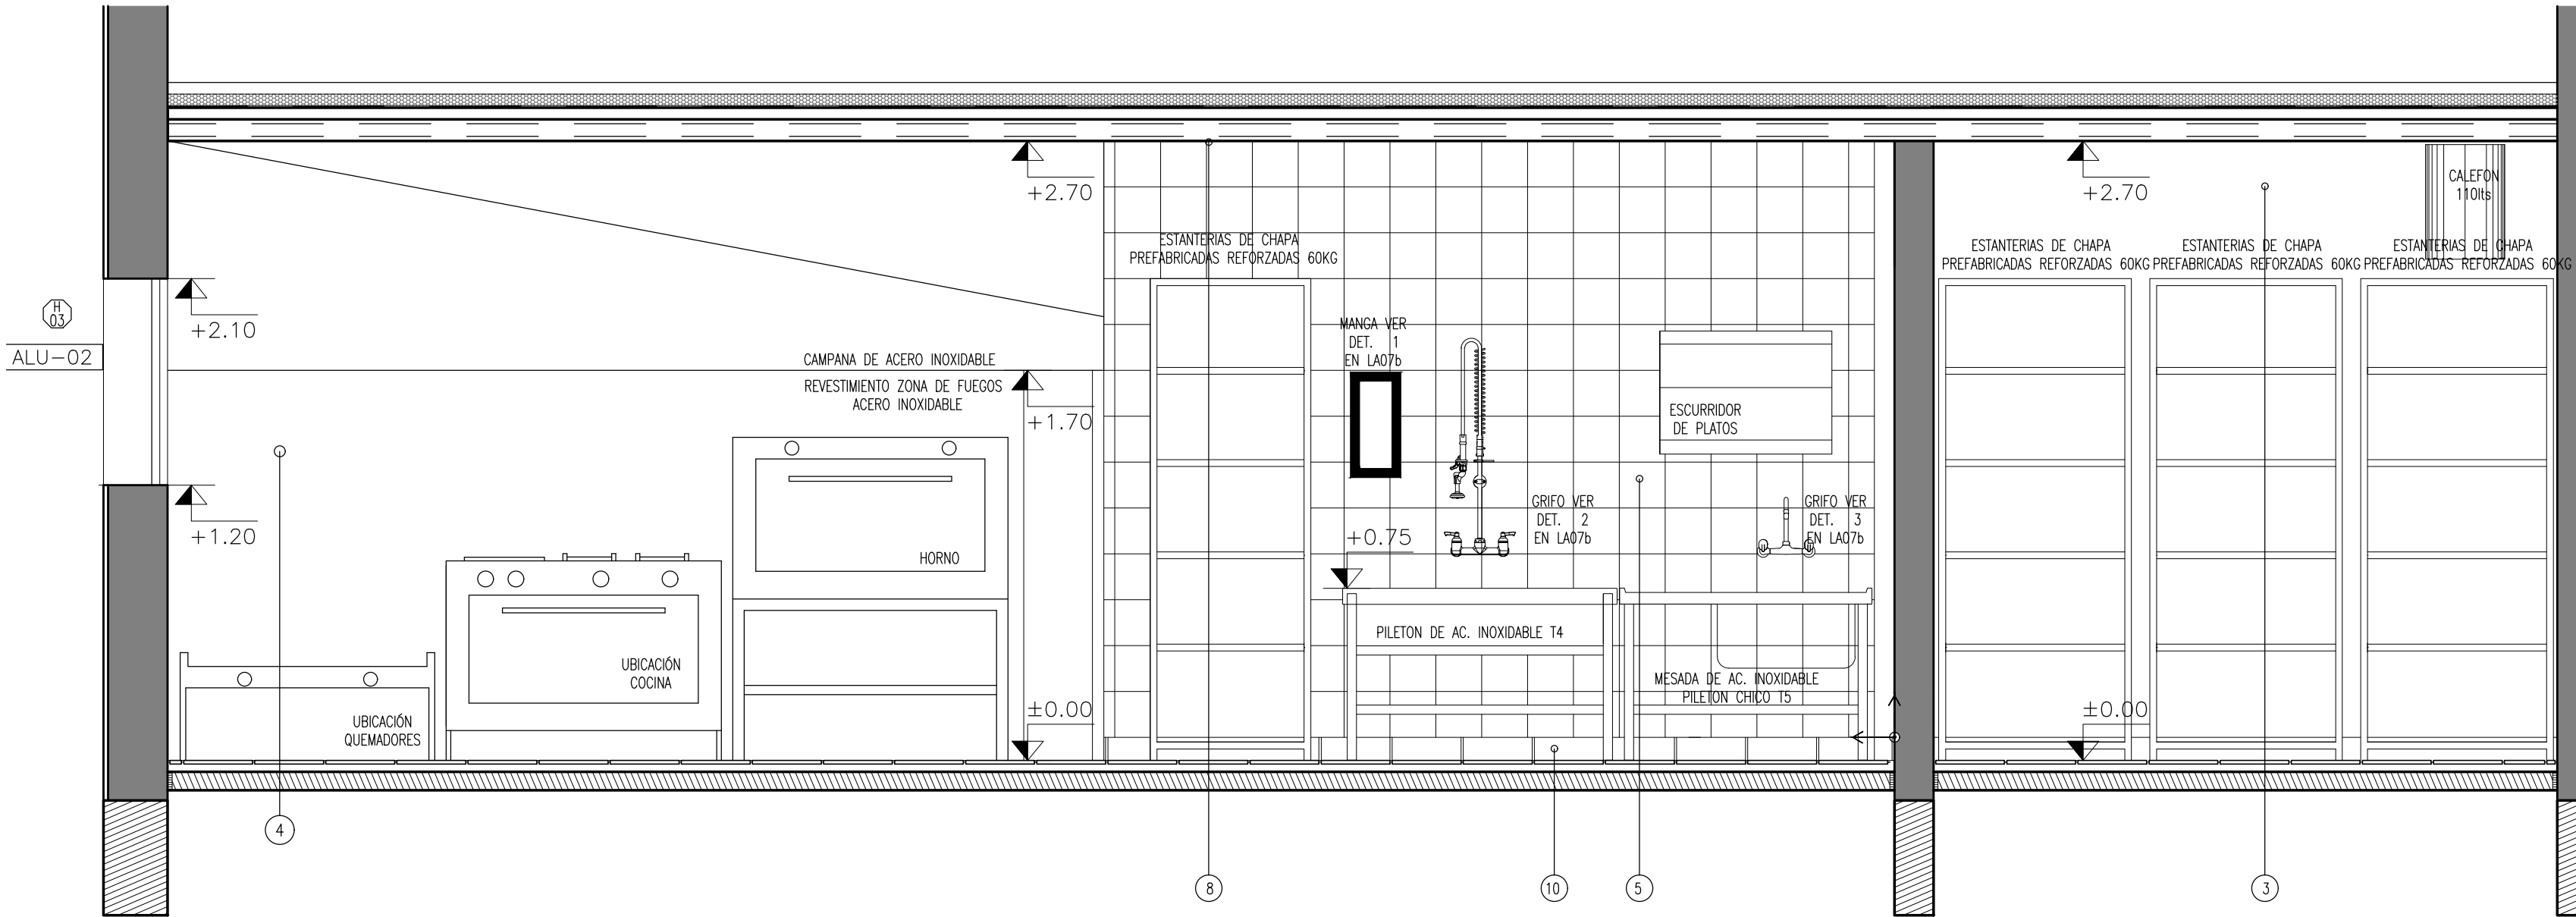 +2.70
+2.70
CALEFON
110lts
ESTANTERIAS DE CHAPA
PREFABRICADAS REFORZADAS 60KG
ESTANTERIAS DE CHAPA
PREFABRICADAS REFORZADAS 60KG
ESTANTERIAS DE CHAPA
PREFABRICADAS REFORZADAS 60KG
ESTANTERIAS DE CHAPA
PREFABRICADAS REFORZADAS 60KG
H
03
ALU-02
+2.10
MANGA VER
DET. 1
EN LA07b
CAMPANA DE ACERO INOXIDABLE
REVESTIMIENTO ZONA DE FUEGOS
ACERO INOXIDABLE
+1.70
ESCURRIDOR
DE PLATOS
+1.20
+0.75
GRIFO VER
DET. 2
EN LA07b
GRIFO VER
DET. 3
EN LA07b
HORNO
PILETON DE AC. INOXIDABLE T4
UBICACIÓN
COCINA
MESADA DE AC. INOXIDABLE
PILETON CHICO T5
UBICACIÓN
QUEMADORES
±0.00
±0.00
4
8
10
5
3